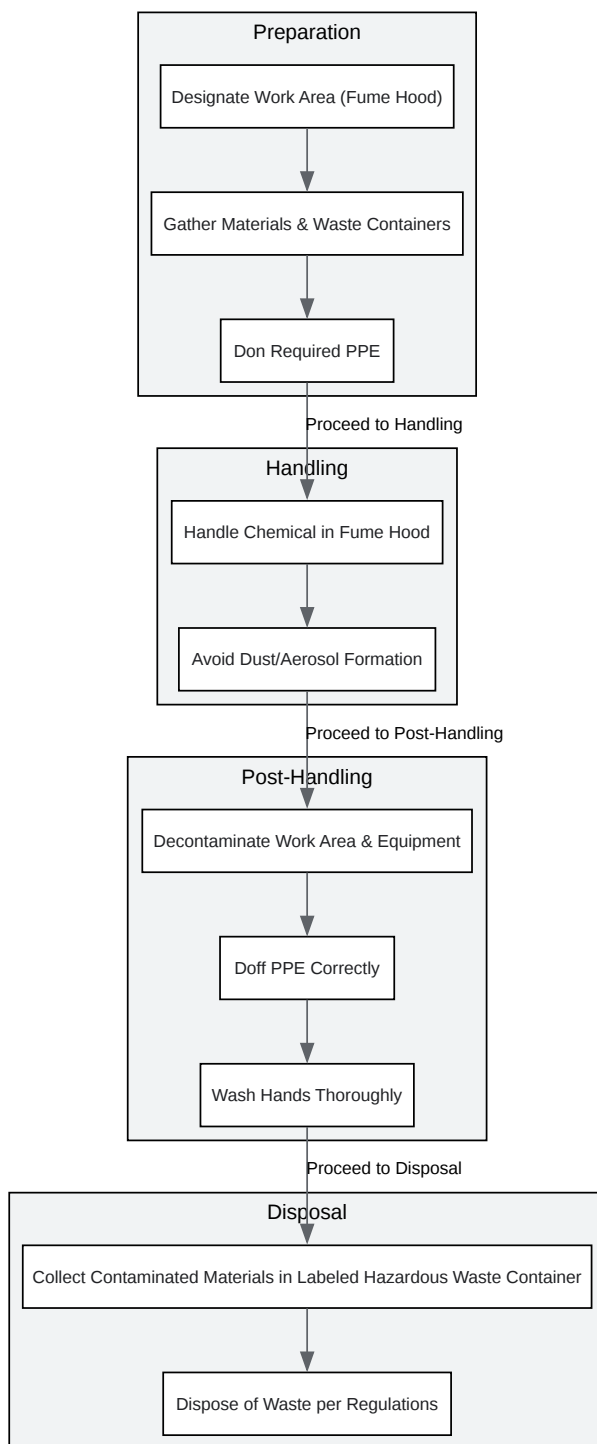 Preparation
Designate Work Area (Fume Hood)
Gather Materials & Waste Containers
Don Required PPE
Proceed to Handling
Handling
Handle Chemical in Fume Hood
Avoid Dust/Aerosol Formation
Proceed to Post-Handling
Post-Handling
Decontaminate Work Area & Equipment
Doff PPE Correctly
Wash Hands Thoroughly
Proceed to Disposal
Disposal
Collect Contaminated Materials in Labeled Hazardous Waste Container
Dispose of Waste per Regulations